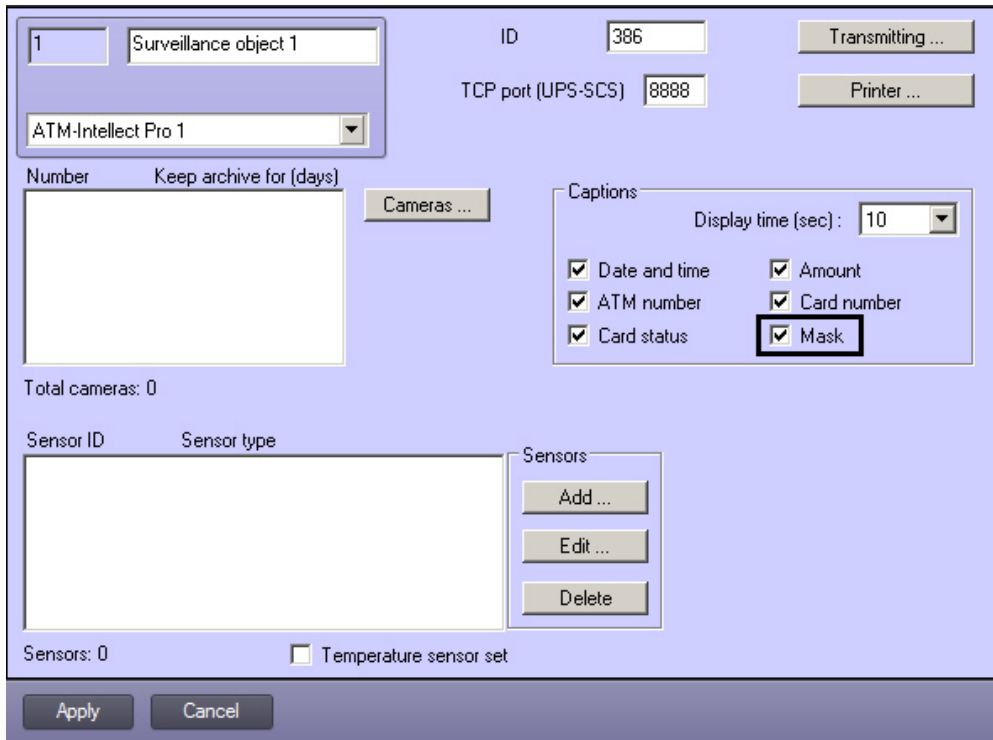 1 Surveillance object 1 ID 386 Transmitting ...
TCP port (UPS-SCS) 8888 Printer ...
ATM-Intellect Pro 1
Number Keep archive for (days)
Cameras ...
Captions
Display time (sec) : 10
Date and time Amount
ATM number Card number
Card status Mask
Total cameras: 0
Sensor ID Sensor type
Sensors
Add ...
Edit ...
Delete
Sensors: 0 Temperature sensor set
Apply Cancel